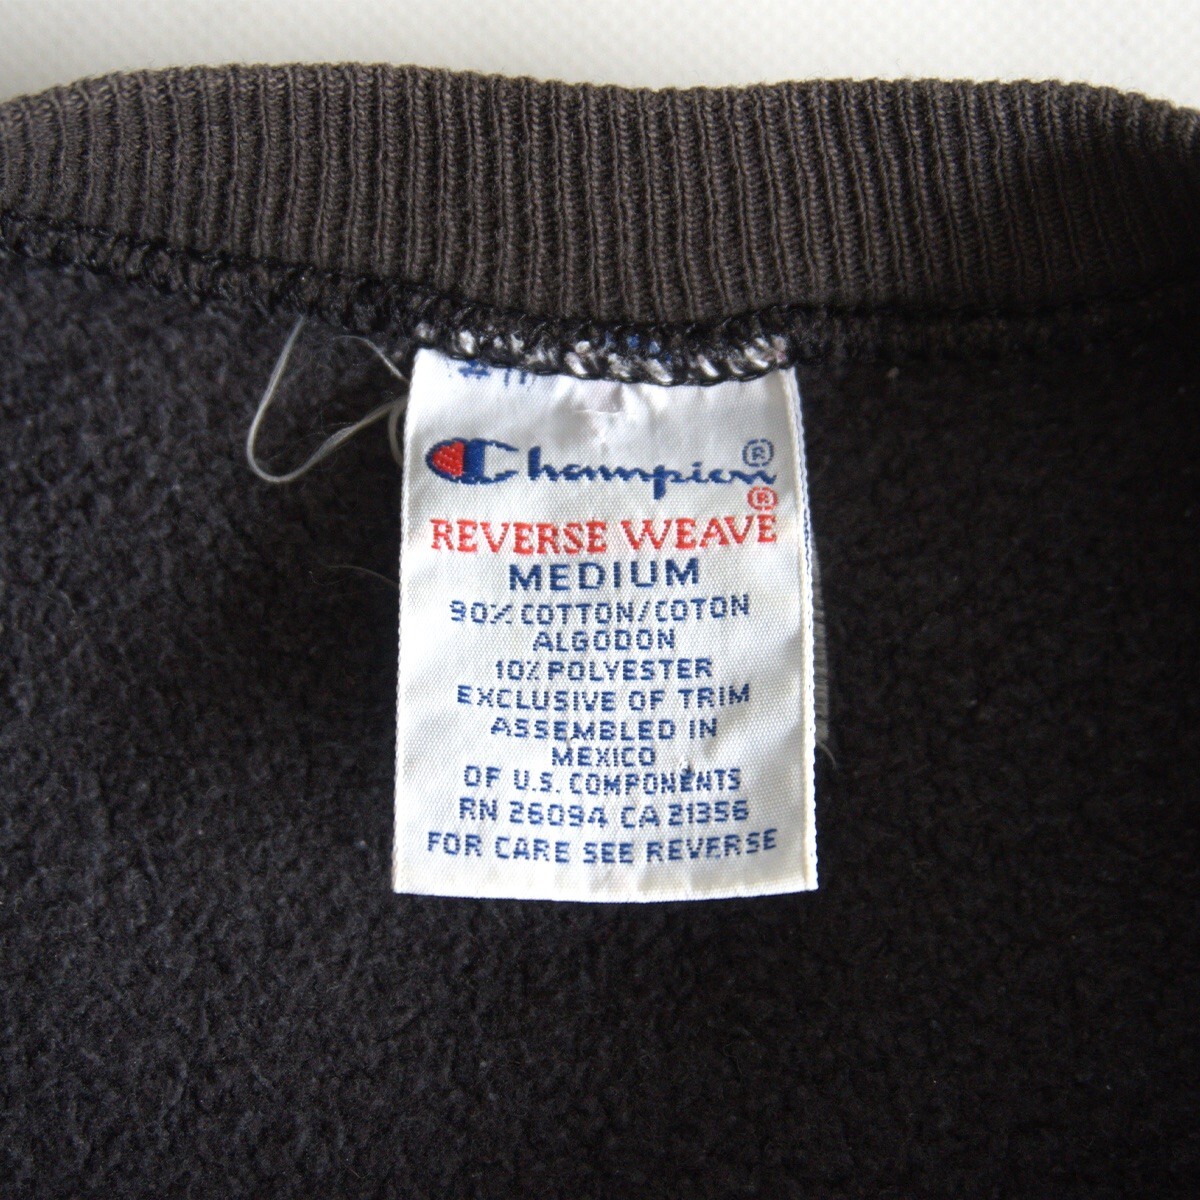 Champion®
®
REVERSE WEAVE
MEDIUM
90% COTTON/COTON
ALGODON
10% POLYESTER
EXCLUSIVE OF TRIM
ASSEMBLED IN
MEXICO
OF U.S. COMPONENTS
RN 26094 CA 21356
FOR CARE SEE REVERSE